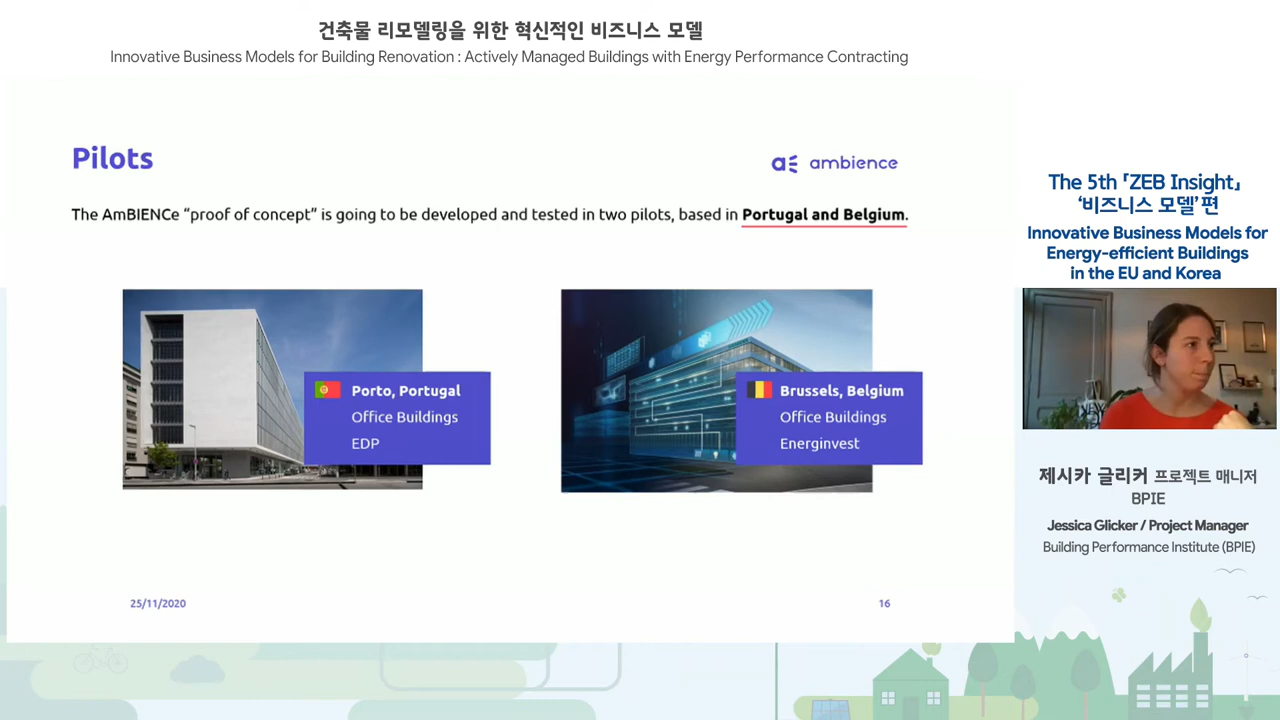 건축물 리모델링을 위한 혁신적인 비즈니스 모델
Innovative Business Models for Building Renovation : Actively Managed Buildings with Energy Performance Contracting
Pilots
ambience
The AmBIENCe “proof of concept” is going to be developed and tested in two pilots, based in Portugal and Belgium.
Porto, Portugal
Office Buildings
EDP
Brussels, Belgium
Office Buildings
Energinvest
25/11/2020
16
The 5th「ZEB Insight」
‘비즈니스 모델’편
Innovative Business Models for
Energy-efficient Buildings
in the EU and Korea
제시카 글리커 프로젝트 매니저
BPIE
Jessica Glicker / Project Manager
Building Performance Institute (BPIE)